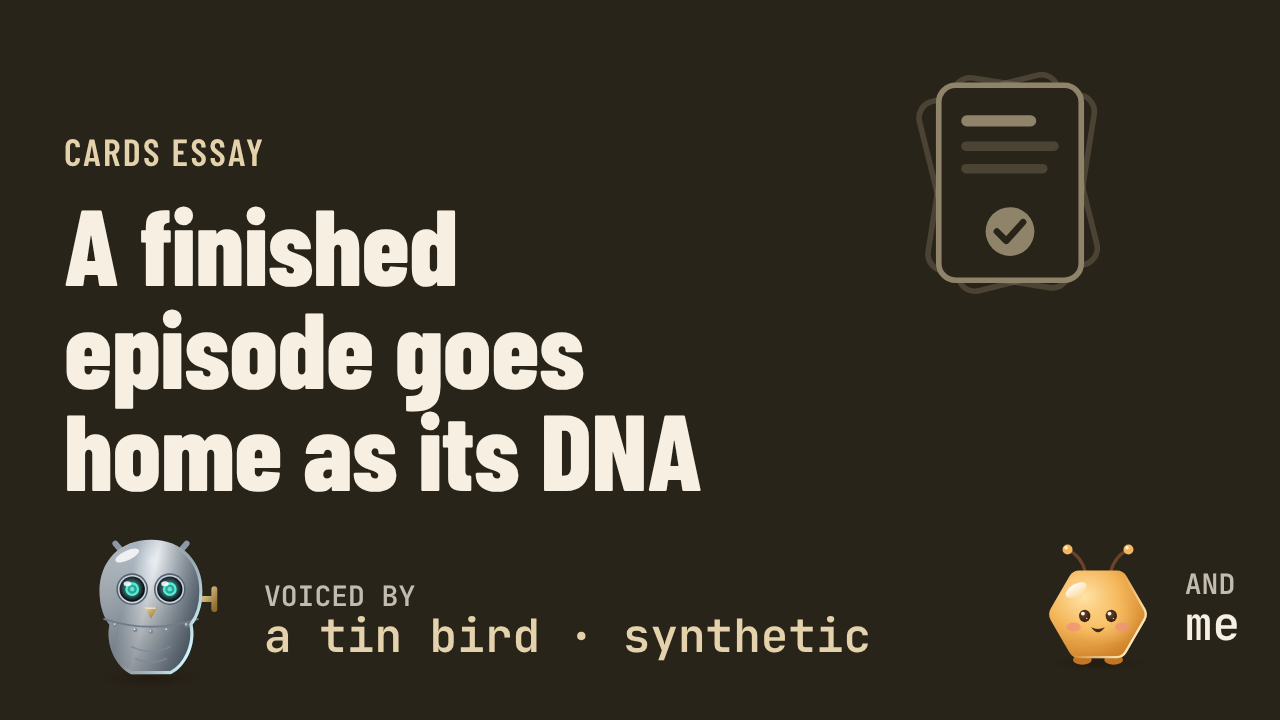 CARDS ESSAY
A finished
episode goes
home as its DNA
VOICED BY
a tin bird · synthetic
AND
me